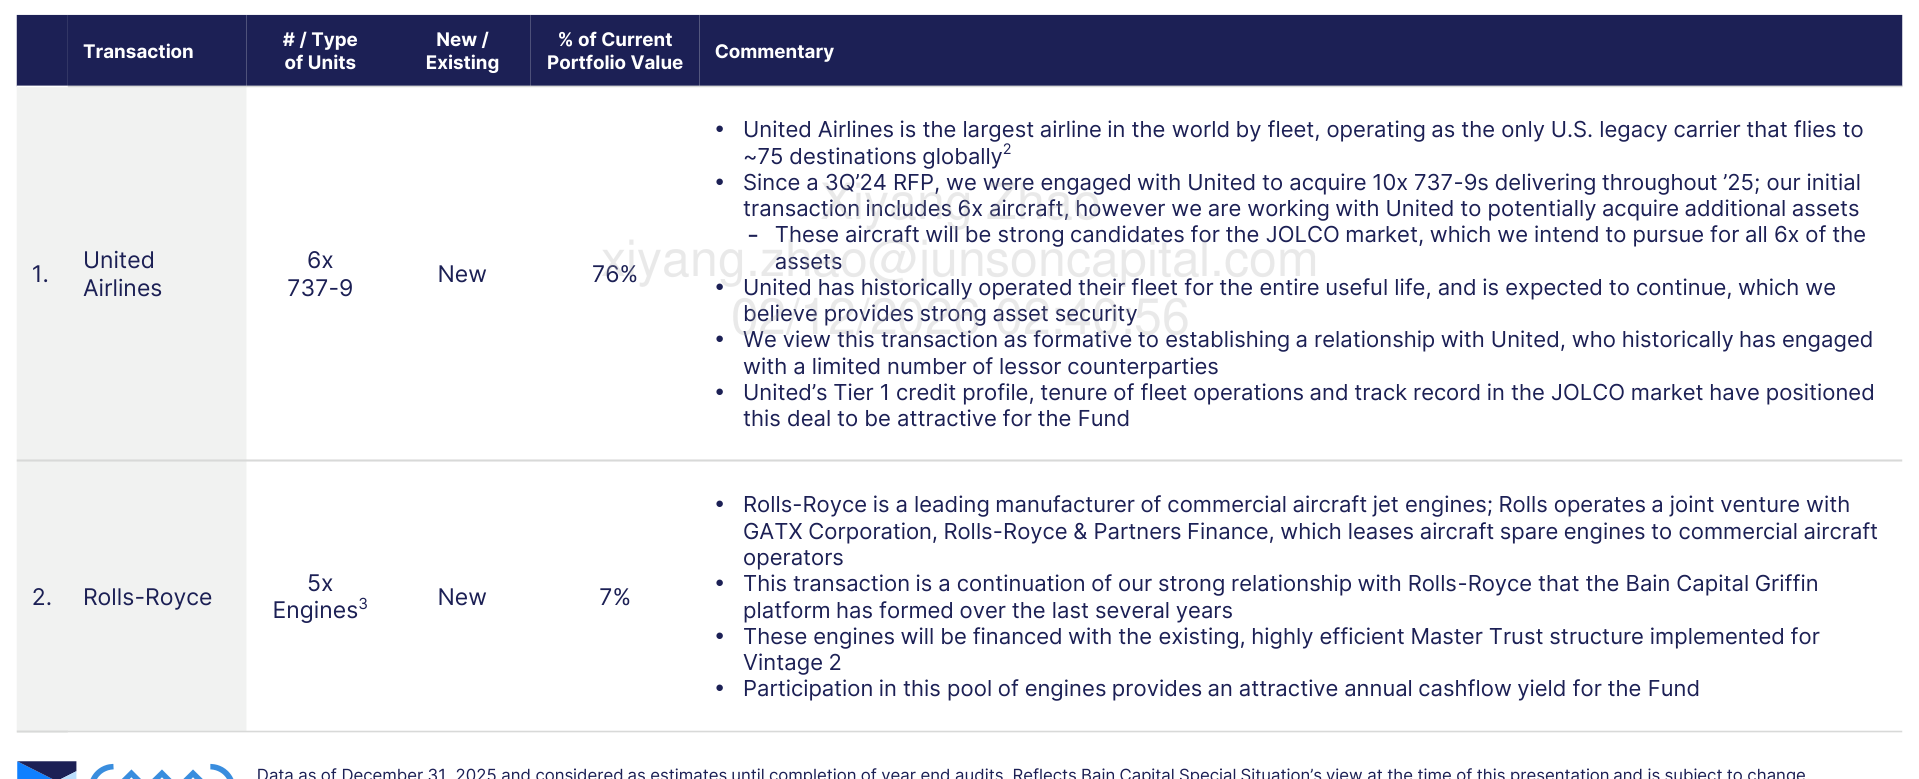 Transaction
# / Type
of Units
New /
Existing
% of Current
Portfolio Value
Commentary
1.
United
Airlines
6x
737-9
New
76%
• United Airlines is the largest airline in the world by fleet, operating as the only U.S. legacy carrier that flies to
~75 destinations globally2
• Since a 3Q’24 RFP, we were engaged with United to acquire 10x 737-9s delivering throughout ’25; our initial
transaction includes 6x aircraft, however we are working with United to potentially acquire additional assets
– These aircraft will be strong candidates for the JOLCO market, which we intend to pursue for all 6x of the
assets
• United has historically operated their fleet for the entire useful life, and is expected to continue, which we
believe provides strong asset security
• We view this transaction as formative to establishing a relationship with United, who historically has engaged
with a limited number of lessor counterparties
• United’s Tier 1 credit profile, tenure of fleet operations and track record in the JOLCO market have positioned
this deal to be attractive for the Fund
Xiyang Zhao
xiyang.zhao@junsoncapital.com
02/12/2026 02:40:56
2.
Rolls-Royce
5x
Engines3
New
7%
• Rolls-Royce is a leading manufacturer of commercial aircraft jet engines; Rolls operates a joint venture with
GATX Corporation, Rolls-Royce & Partners Finance, which leases aircraft spare engines to commercial aircraft
operators
• This transaction is a continuation of our strong relationship with Rolls-Royce that the Bain Capital Griffin
platform has formed over the last several years
• These engines will be financed with the existing, highly efficient Master Trust structure implemented for
Vintage 2
• Participation in this pool of engines provides an attractive annual cashflow yield for the Fund
Data as of December 31, 2025 and considered as estimates until completion of year end audits. Reflects Bain Capital Special Situation’s view at the time of this presentation and is subject to change